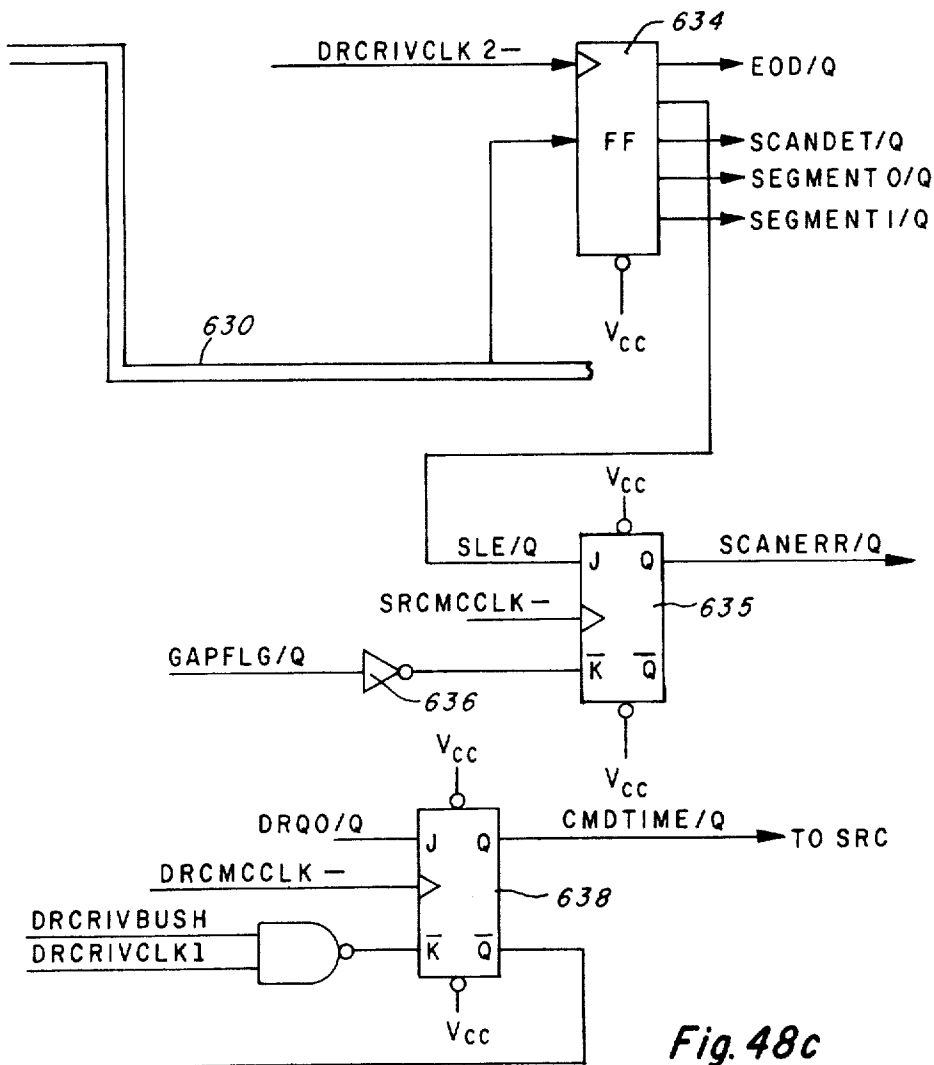 634
DRCRIVCLK 2–
EOD/Q
FF
SCANDET/Q
SEGMENT 0/Q
SEGMENT 1/Q
630
VCC
VCC
SLE/Q
J Q
SCANERR/Q
SRCMCCLK –
635
GAPFLG/Q
K̅ Q̅
636
VCC
VCC
DRQ0/Q
J Q
CMDTIME/Q
TO SRC
DRCMCCLK –
638
DRCRIVBUSH
DRCRIVCLK1
K̅ Q̅
VCC
Fig. 48c